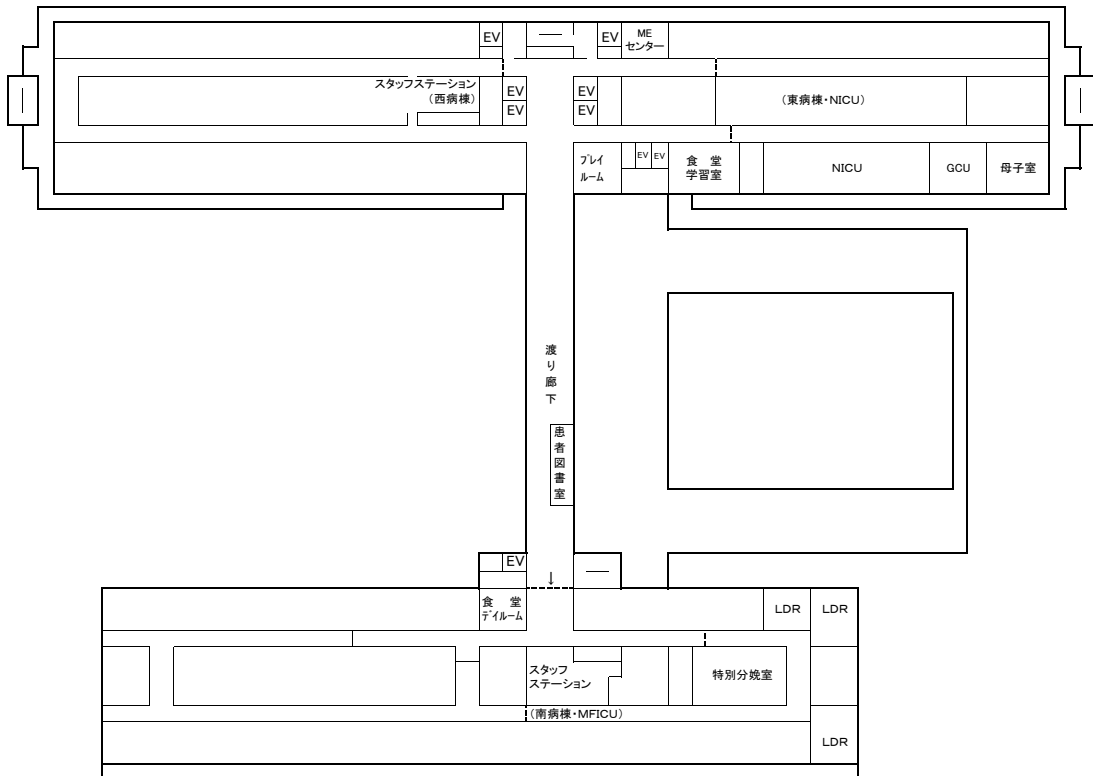 EV
EV
ME
センター
スタッフステーション
(西病棟)
EV
EV
EV
EV
(東病棟・NICU)
プレイ
ルーム
EV
EV
食 堂
学習室
NICU
GCU
母子室
渡り廊下
患者図書室
EV
↓
食 堂
デイルーム
LDR
LDR
スタッフ
ステーション
特別分娩室
(南病棟・MFICU)
LDR